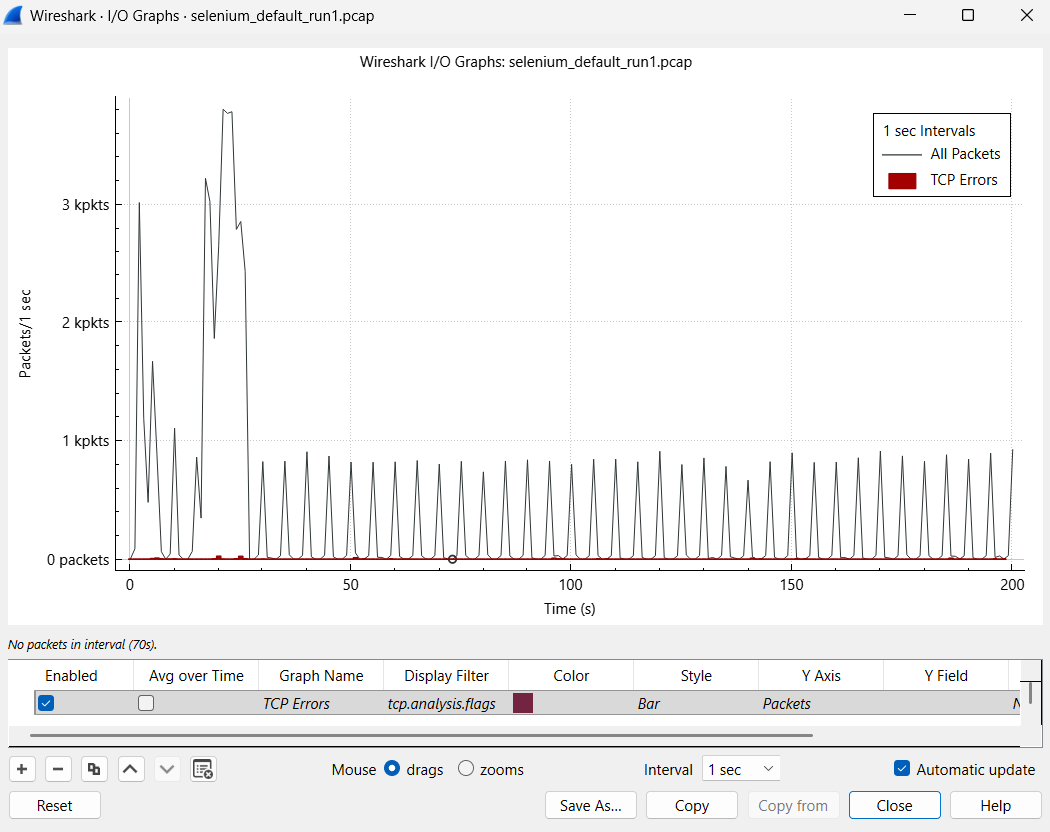 Wireshark · I/O Graphs · selenium_default_run1.pcap
Wireshark I/O Graphs: selenium_default_run1.pcap
1 sec Intervals
All Packets
TCP Errors
Packets/1 sec
3 kpkts
2 kpkts
1 kpkts
0 packets
0 50 100 150 200
Time (s)
No packets in interval (70s).
Enabled Avg over Time Graph Name Display Filter Color Style Y Axis Y Field
TCP Errors tcp.analysis.flags Bar Packets
Mouse drags zooms Interval 1 sec Automatic update
Reset Save As... Copy Copy from Close Help